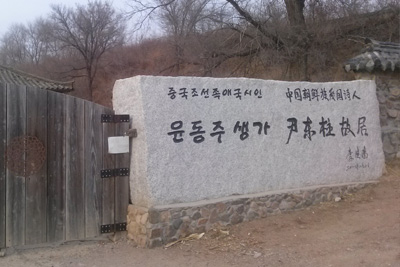 중국조선족애국시인 中国朝鲜族爱国诗人
윤동주생가 尹东柱故居